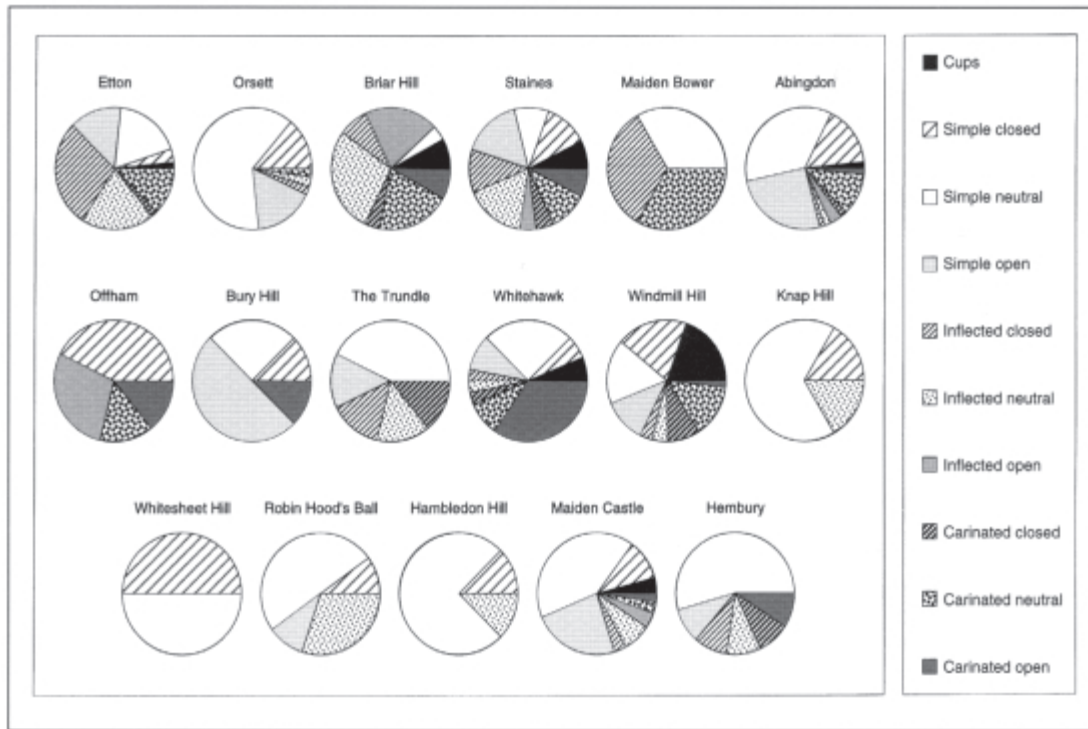 Etton
Orsett
Briar Hill
Staines
Maiden Bower
Abingdon
Offham
Bury Hill
The Trundle
Whitehawk
Windmill Hill
Knap Hill
Whitesheet Hill
Robin Hood's Ball
Hambledon Hill
Maiden Castle
Hembury
Cups
Simple closed
Simple neutral
Simple open
Inflected closed
Inflected neutral
Inflected open
Carinated closed
Carinated neutral
Carinated open